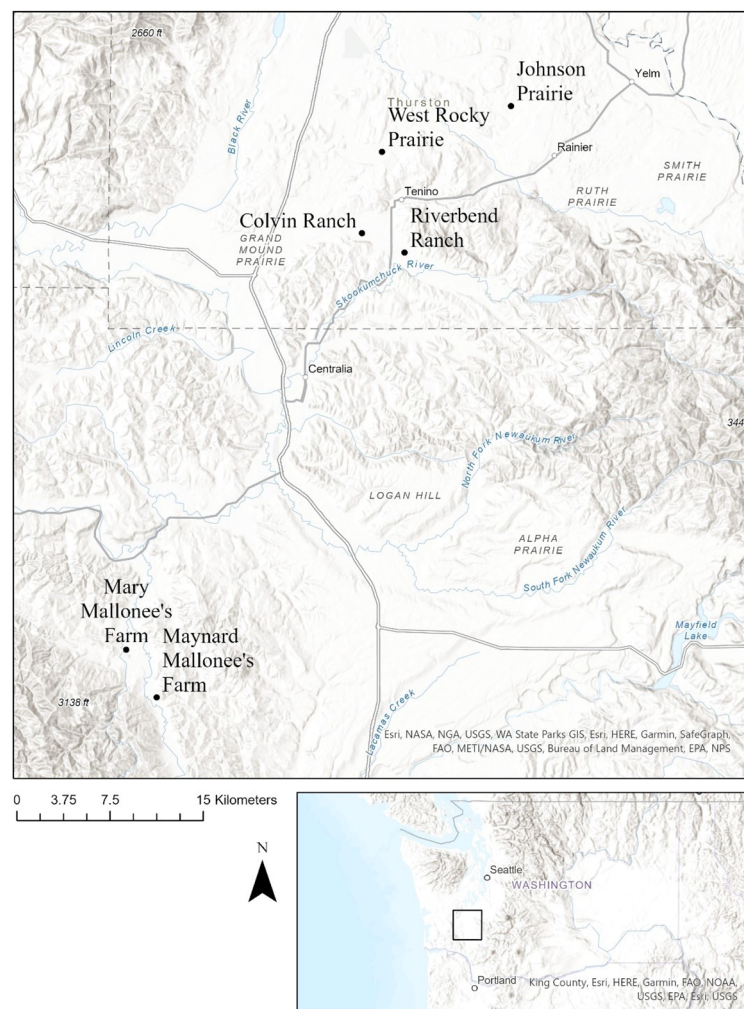 2660 ft
Black River
Thurston
Johnson
Prairie
Yelm
West Rocky
Prairie
Rainier
SMITH
PRAIRIE
RUTH
PRAIRIE
Tenino
Colvin Ranch
Riverbend
Ranch
GRAND
MOUND
PRAIRIE
Skookumchuck River
Lincoln Creek
Centralia
344
North Fork Newaukum River
LOGAN HILL
ALPHA
PRAIRIE
South Fork Newaukum River
Mary
Mallonee's
Farm
Maynard
Mallonee's
Farm
Mayfield
Lake
3138 ft
Lacamas Creek
Esri, NASA, NGA, USGS, WA State Parks GIS, Esri, HERE, Garmin, SafeGraph,
FAO, METI/NASA, USGS, Bureau of Land Management, EPA, NPS
0 3.75 7.5 15 Kilometers
N
Seattle
WASHINGTON
Portland
King County, Esri, HERE, Garmin, FAO, NOAA,
USGS, EPA, Esri, USGS